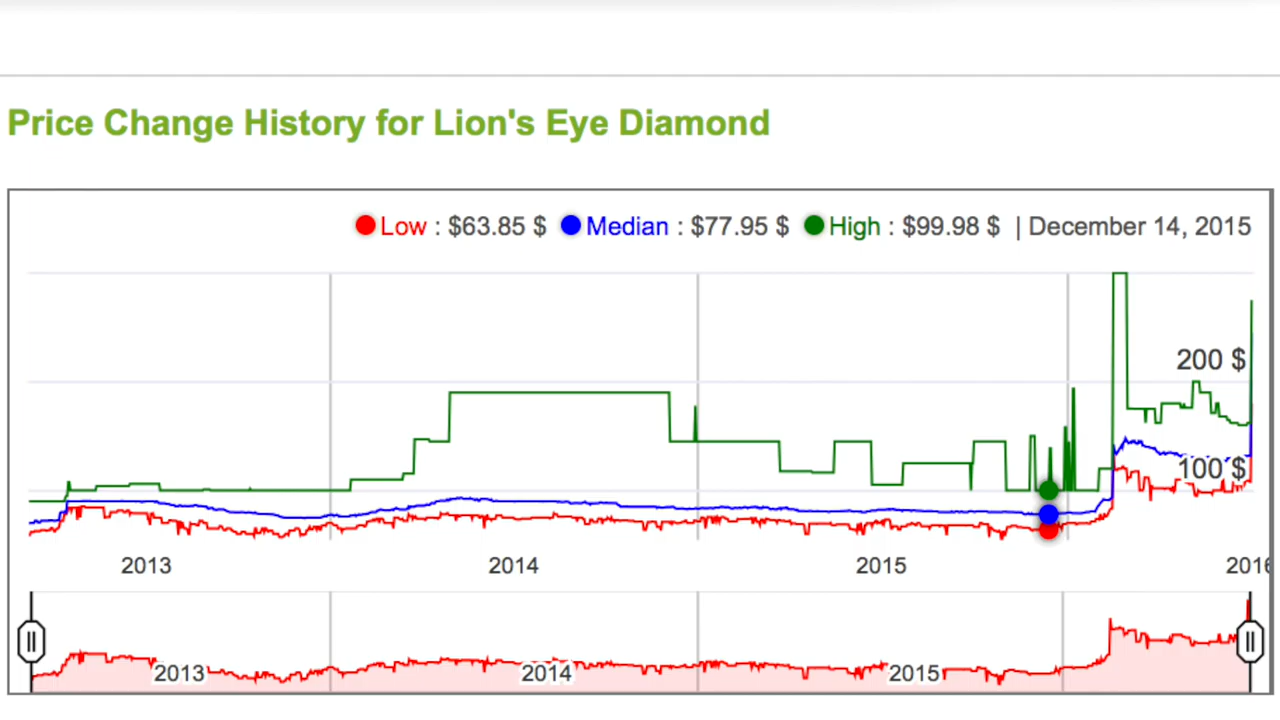 Price Change History for Lion's Eye Diamond
Low : $63.85 $ Median : $77.95 $ High : $99.98 $ | December 14, 2015
200 $
100 $
2013 2014 2015 2016
2013 2014 2015